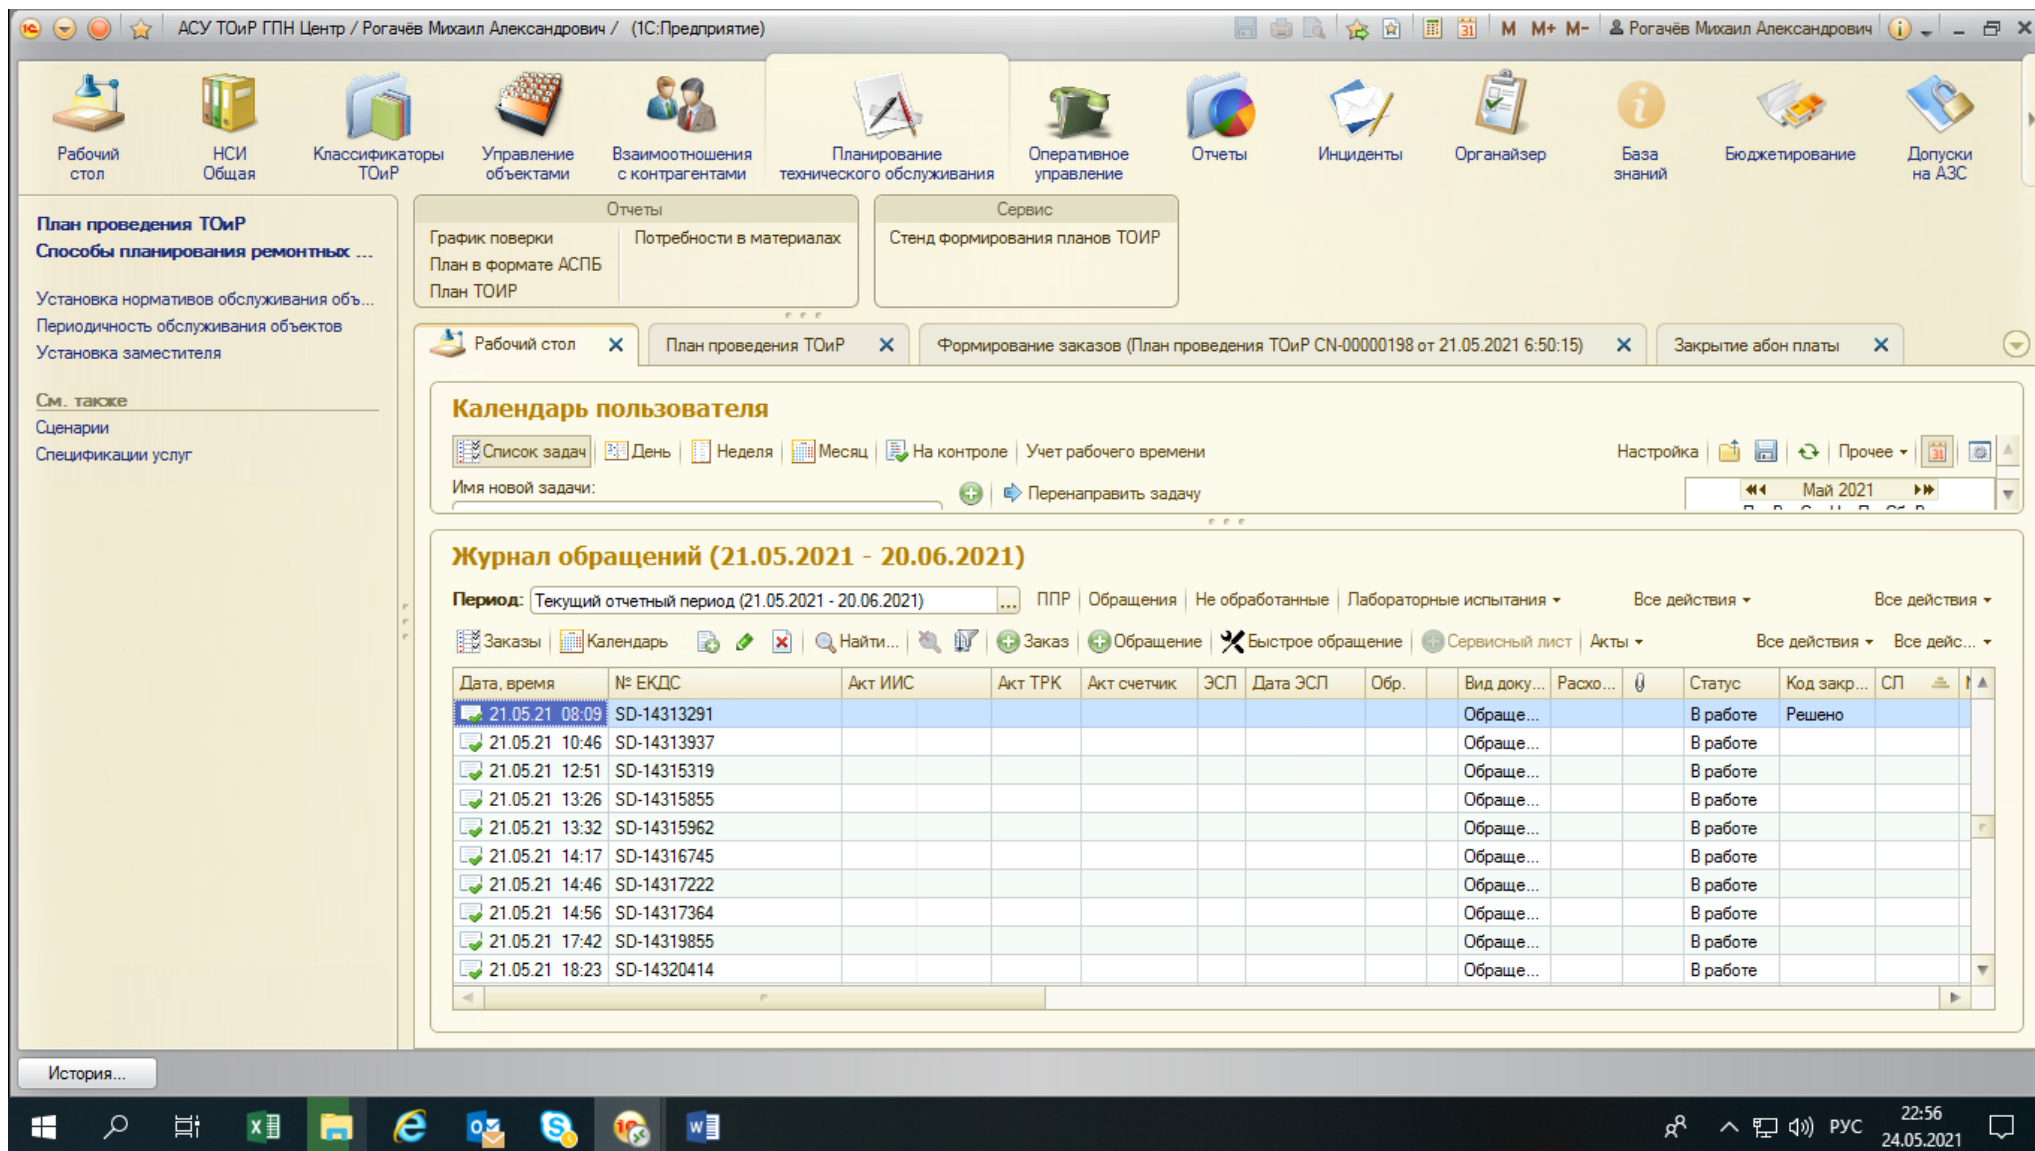 АСУ ТОиР ГПН Центр / Рогачёв Михаил Александрович / (1С:Предприятие)
M M+ M- Рогачёв Михаил Александрович
Рабочий стол
НСИ Общая
Классификаторы ТОиР
Управление объектами
Взаимоотношения с контрагентами
Планирование технического обслуживания
Оперативное управление
Отчеты
Инциденты
Органайзер
База знаний
Бюджетирование
Допуски на АЗС
План проведения ТОиР
Способы планирования ремонтных ...
Установка нормативов обслуживания объ...
Периодичность обслуживания объектов
Установка заместителя
См. также
Сценарии
Спецификации услуг
Отчеты
График поверки Потребности в материалах
План в формате АСПБ
План ТОИР
Сервис
Стенд формирования планов ТОИР
Рабочий стол План проведения ТОиР Формирование заказов (План проведения ТОиР CN-00000198 от 21.05.2021 6:50:15) Закрытие абон платы
Календарь пользователя
Список задач День Неделя Месяц На контроле Учет рабочего времени Настройка Прочее 31
Имя новой задачи: Перенаправить задачу Май 2021
Журнал обращений (21.05.2021 - 20.06.2021)
Период: Текущий отчетный период (21.05.2021 - 20.06.2021) ... ППР Обращения Не обработанные Лабораторные испытания Все действия Все действия
Заказы Календарь Найти... Заказ Обращение Быстрое обращение Сервисный лист Акты Все действия Все дейс...
Дата, время № ЕКДС Акт ИИС Акт ТРК Акт счетчик ЭСП Дата ЭСП Обр. Вид доку... Расхо... Статус Код закр... СП
21.05.21 08:09 SD-14313291 Обраще... В работе Решено
21.05.21 10:46 SD-14313937 Обраще... В работе
21.05.21 12:51 SD-14315319 Обраще... В работе
21.05.21 13:26 SD-14315855 Обраще... В работе
21.05.21 13:32 SD-14315962 Обраще... В работе
21.05.21 14:17 SD-14316745 Обраще... В работе
21.05.21 14:46 SD-14317222 Обраще... В работе
21.05.21 14:56 SD-14317364 Обраще... В работе
21.05.21 17:42 SD-14319855 Обраще... В работе
21.05.21 18:23 SD-14320414 Обраще... В работе
История...
РУС
22:56
24.05.2021